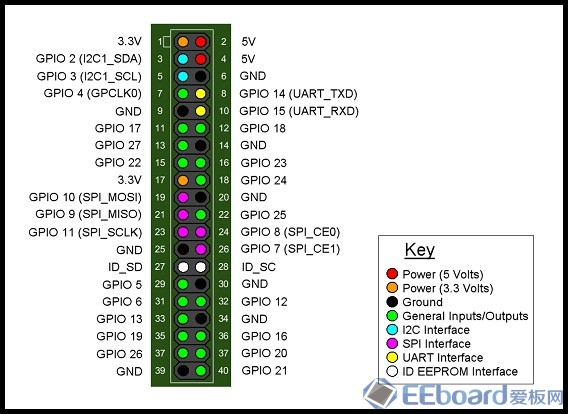 3.3V 1 2 5V
GPIO 2 (I2C1_SDA) 3 4 5V
GPIO 3 (I2C1_SCL) 5 6 GND
GPIO 4 (GPCLK0) 7 8 GPIO 14 (UART_TXD)
GND 9 10 GPIO 15 (UART_RXD)
GPIO 17 11 12 GPIO 18
GPIO 27 13 14 GND
GPIO 22 15 16 GPIO 23
3.3V 17 18 GPIO 24
GPIO 10 (SPI_MOSI) 19 20 GND
GPIO 9 (SPI_MISO) 21 22 GPIO 25
GPIO 11 (SPI_SCLK) 23 24 GPIO 8 (SPI_CE0)
GND 25 26 GPIO 7 (SPI_CE1)
ID_SD 27 28 ID_SC
GPIO 5 29 30 GND
GPIO 6 31 32 GPIO 12
GPIO 13 33 34 GND
GPIO 19 35 36 GPIO 16
GPIO 26 37 37 GPIO 20
GND 39 40 GPIO 21
Key
Power (5 Volts)
Power (3.3 Volts)
Ground
General Inputs/Outputs
I2C Interface
SPI Interface
UART Interface
ID EEPROM Interface
EEboard爱板网